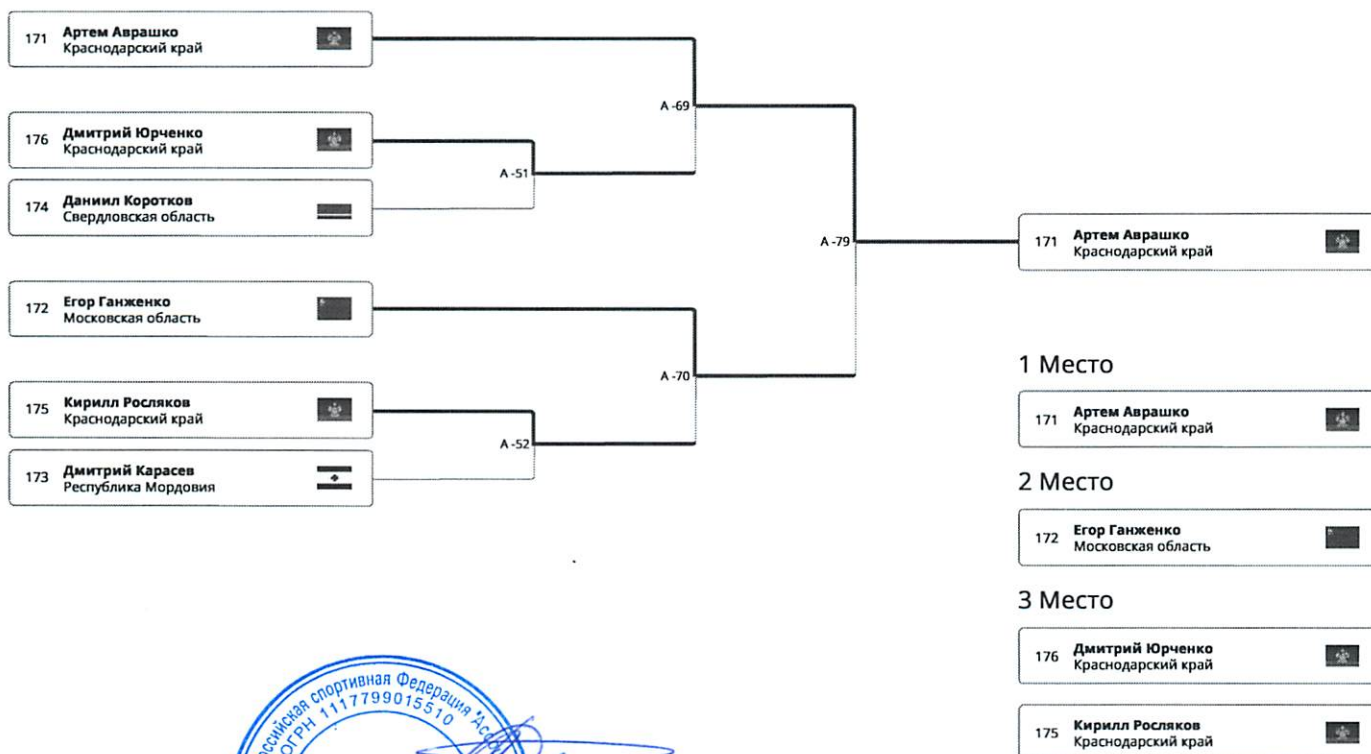 171 Артем Аврашко
Краснодарский край
A -69
176 Дмитрий Юрченко
Краснодарский край
A -51
174 Даниил Коротков
Свердловская область
A -79
171 Артем Аврашко
Краснодарский край
172 Егор Ганженко
Московская область
A -70
175 Кирилл Росляков
Краснодарский край
A -52
173 Дмитрий Карасев
Республика Мордовия
1 Место
171 Артем Аврашко
Краснодарский край
2 Место
172 Егор Ганженко
Московская область
3 Место
176 Дмитрий Юрченко
Краснодарский край
175 Кирилл Росляков
Краснодарский край
спортивная Федерация
ОГРН 1117799015510